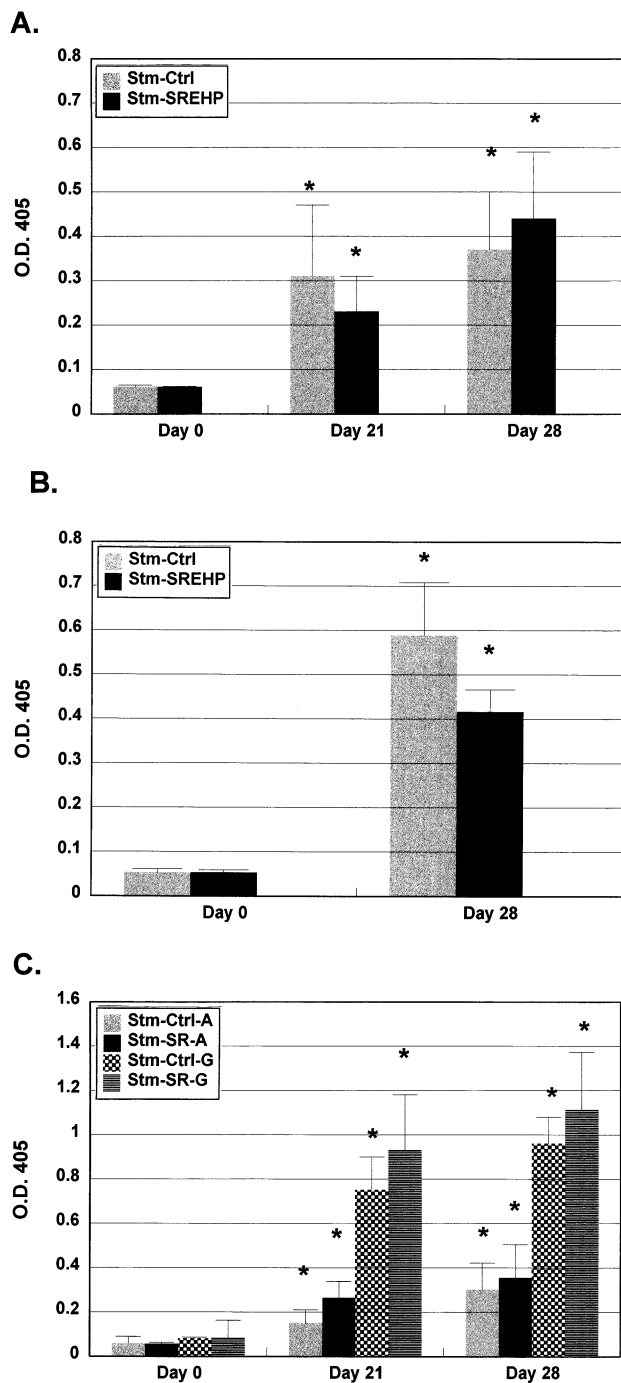 A.
0.8
0.7
0.6
0.5
0.4
0.3
0.2
0.1
0
O.D. 405
Stm-Ctrl
Stm-SREHP
* * * *
Day 0 Day 21 Day 28
B.
0.8
0.7
0.6
0.5
0.4
0.3
0.2
0.1
0
O.D. 405
Stm-Ctrl
Stm-SREHP
* *
Day 0 Day 28
C.
1.6
1.4
1.2
1
0.8
0.6
0.4
0.2
0
O.D. 405
Stm-Ctrl-A
Stm-SR-A
Stm-Ctrl-G
Stm-SR-G
* * * * * * * *
Day 0 Day 21 Day 28